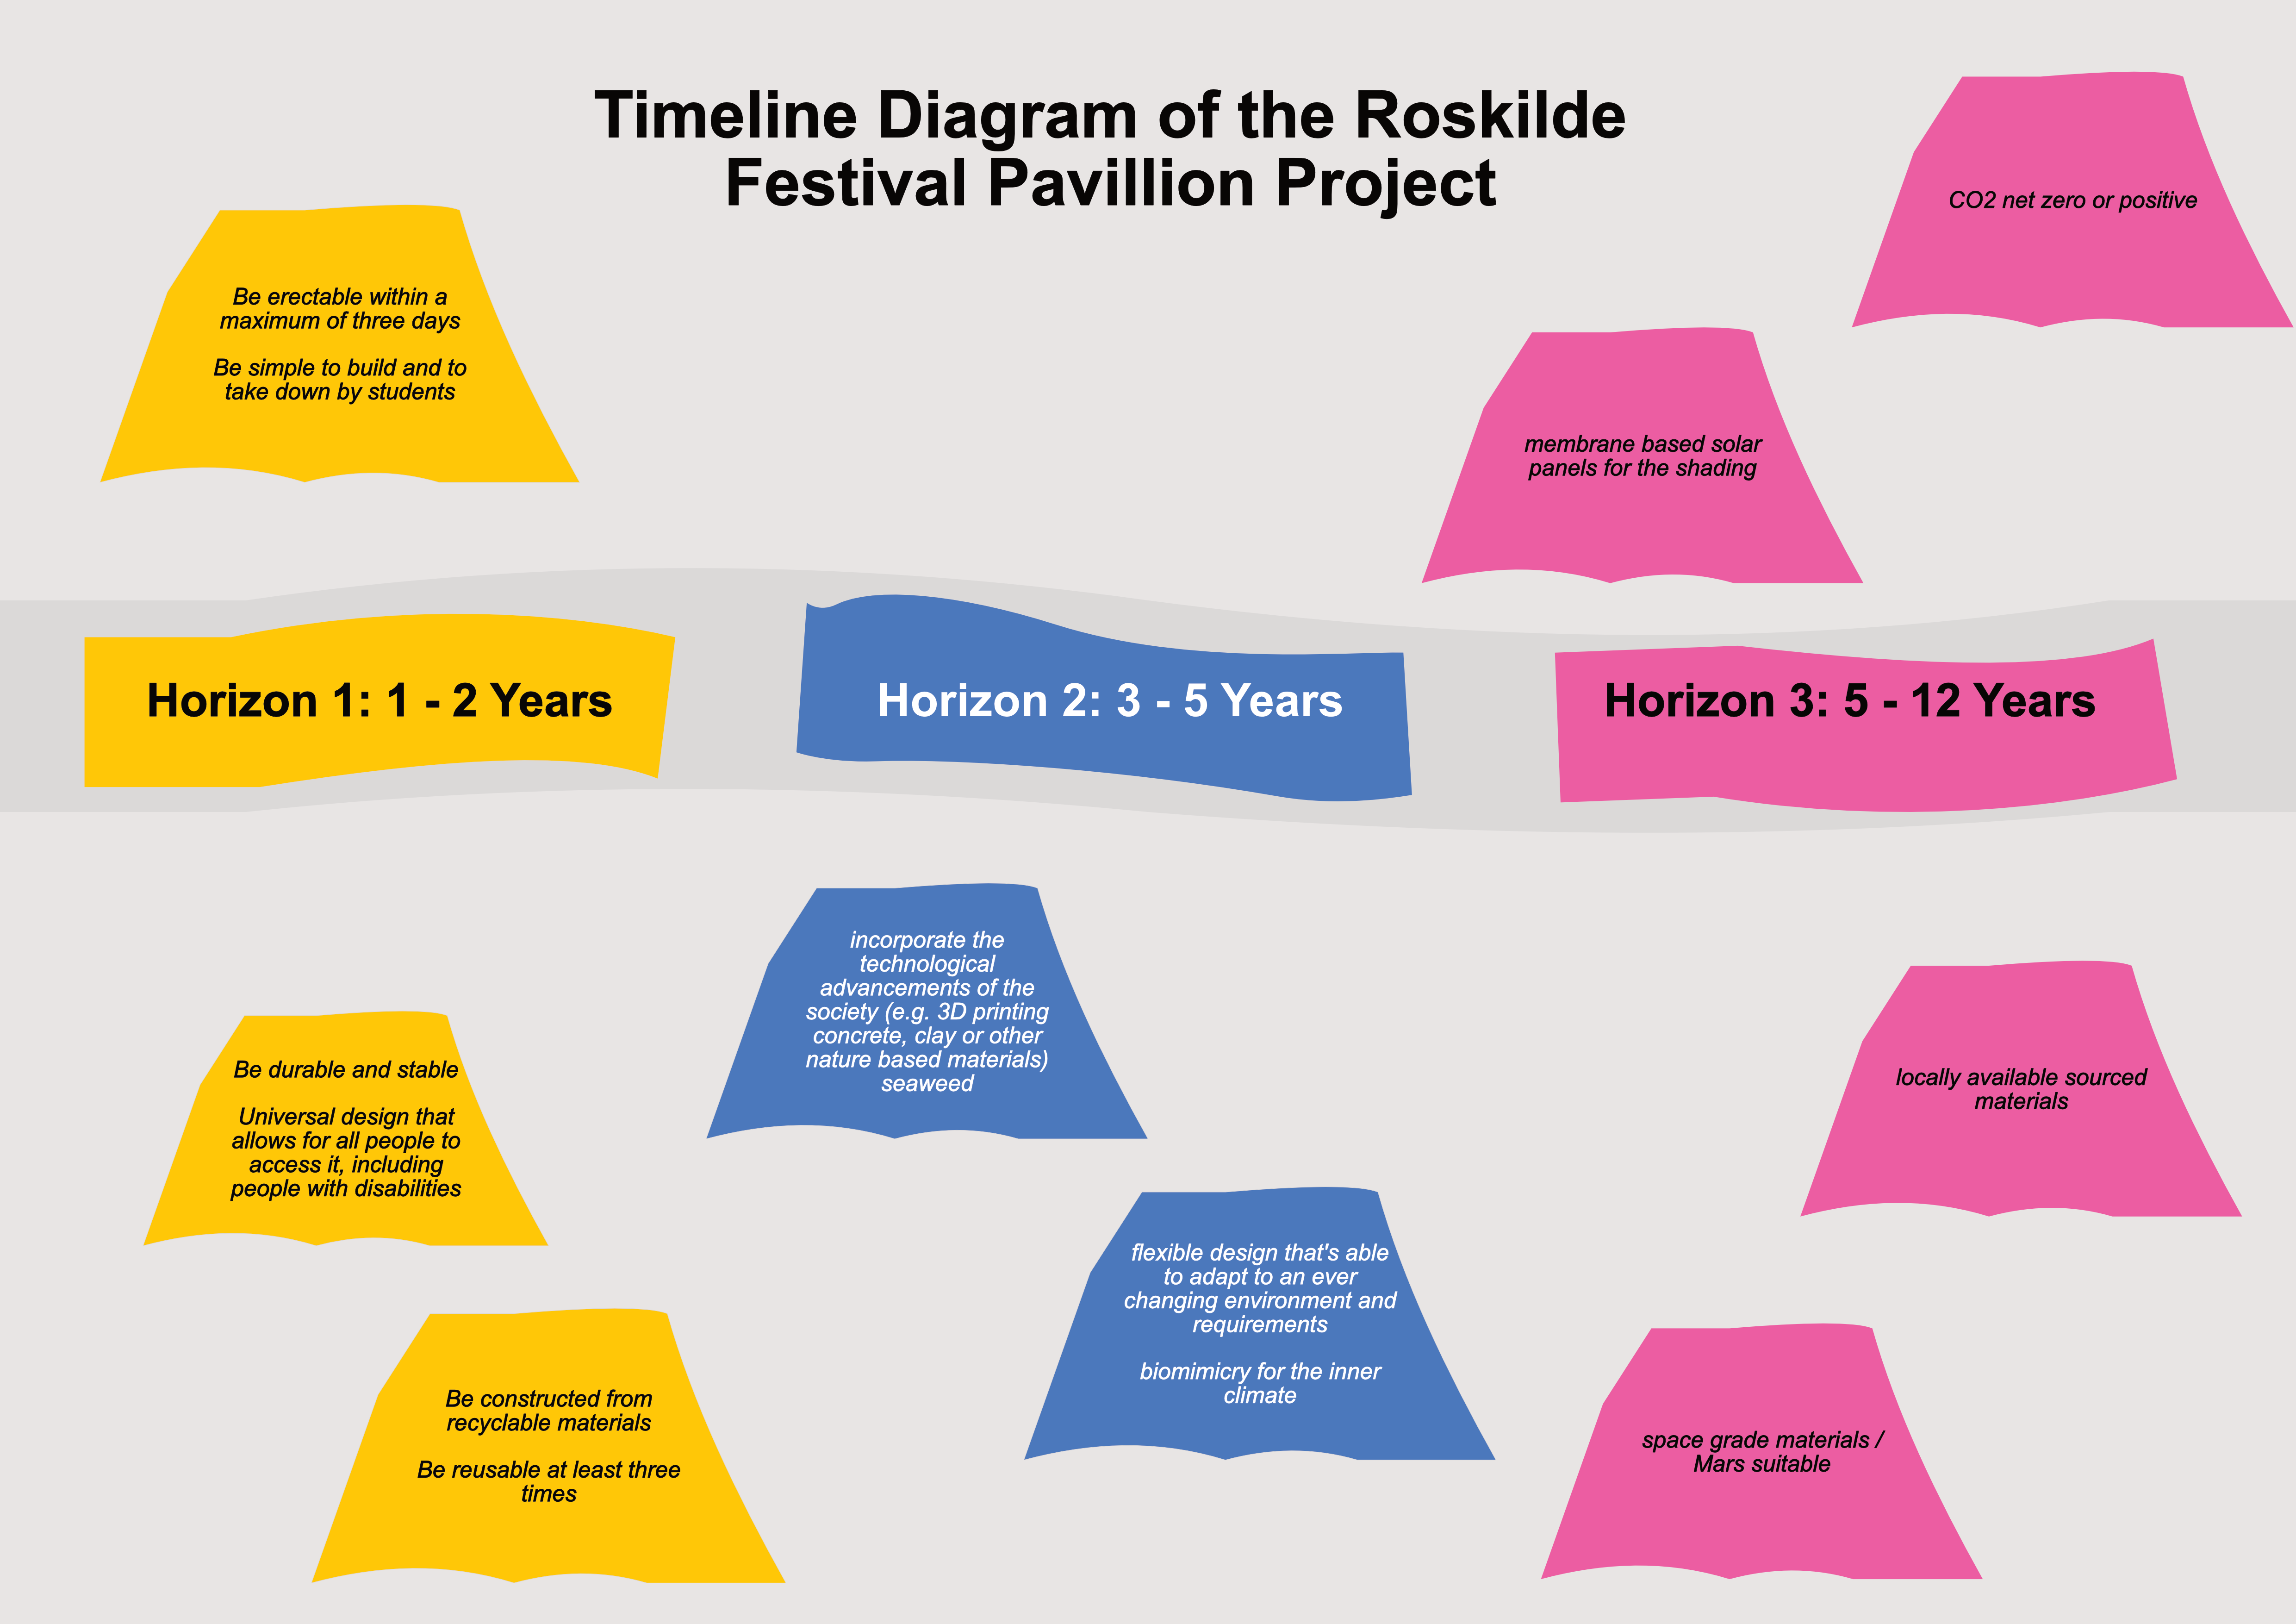 Timeline Diagram of the Roskilde
Festival Pavillion Project
CO2 net zero or positive
Be erectable within a
maximum of three days
Be simple to build and to
take down by students
membrane based solar
panels for the shading
Horizon 1: 1 - 2 Years
Horizon 2: 3 - 5 Years
Horizon 3: 5 - 12 Years
incorporate the
technological
advancements of the
society (e.g. 3D printing
concrete, clay or other
nature based materials)
seaweed
Be durable and stable
Universal design that
allows for all people to
access it, including
people with disabilities
locally available sourced
materials
flexible design that's able
to adapt to an ever
changing environment and
requirements
biomimicry for the inner
climate
Be constructed from
recyclable materials
Be reusable at least three
times
space grade materials /
Mars suitable